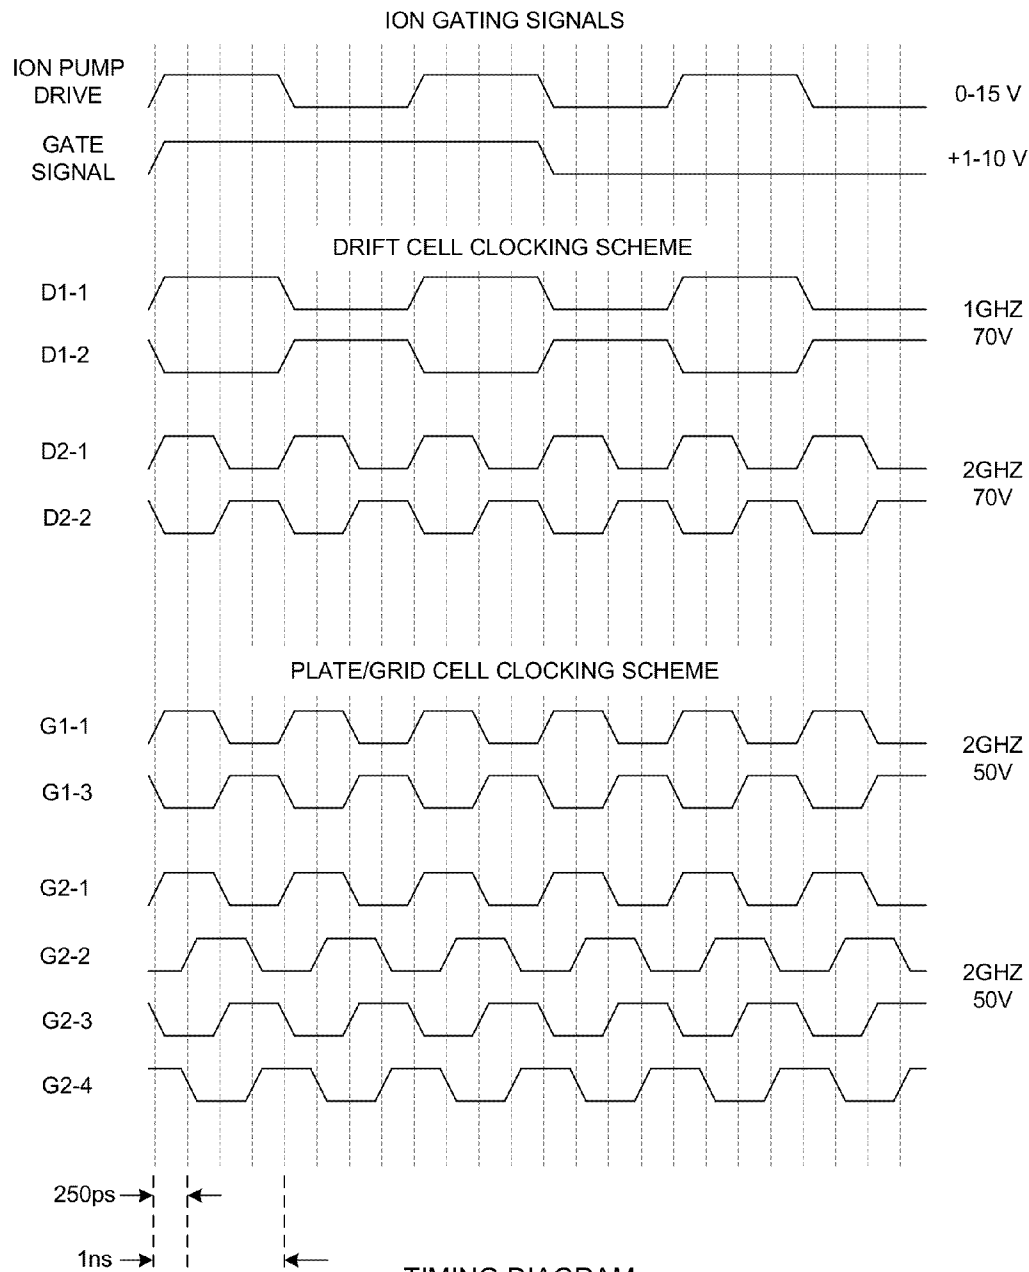 ION GATING SIGNALS
ION PUMP
DRIVE
0-15 V
GATE
SIGNAL
+1-10 V
DRIFT CELL CLOCKING SCHEME
D1-1
1GHZ
70V
D1-2
D2-1
2GHZ
70V
D2-2
PLATE/GRID CELL CLOCKING SCHEME
G1-1
2GHZ
50V
G1-3
G2-1
G2-2
2GHZ
50V
G2-3
G2-4
250ps
1ns
TIMING DIAGRAM